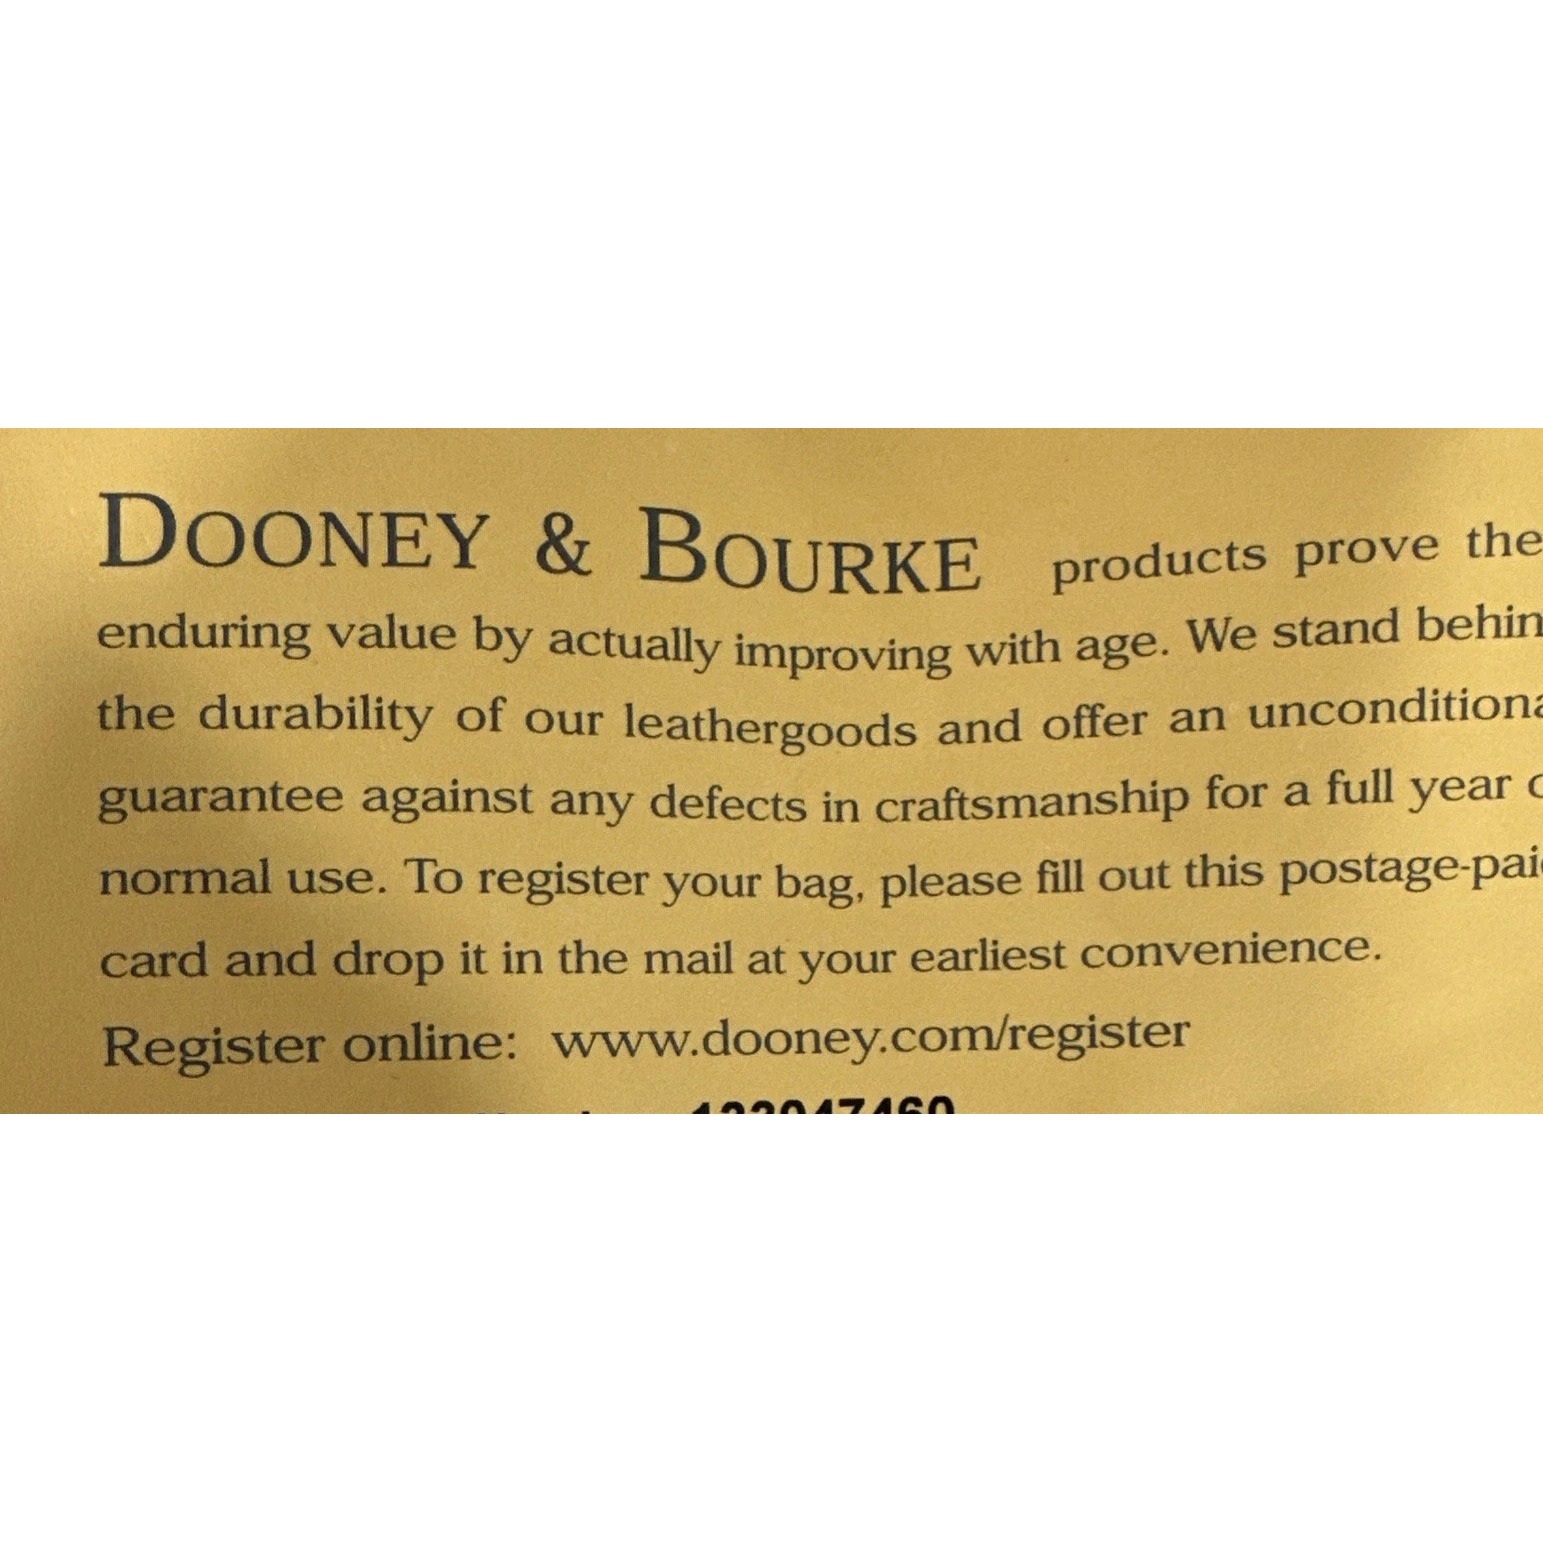 DOONEY & BOURKE products prove the
enduring value by actually improving with age. We stand behin
the durability of our leathergoods and offer an unconditiona
guarantee against any defects in craftsmanship for a full year o
normal use. To register your bag, please fill out this postage-pai
card and drop it in the mail at your earliest convenience.
Register online: www.dooney.com/register